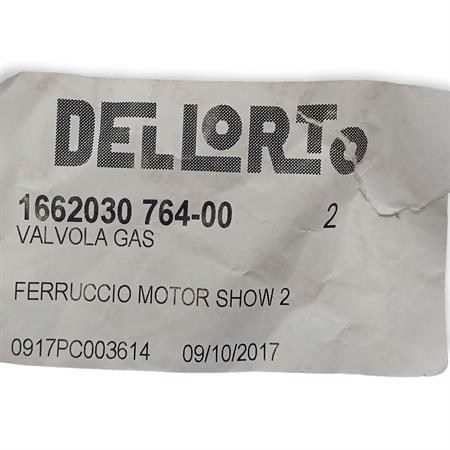 DELLORTO
1662030 764-00 2
VALVOLA GAS
FERRUCCIO MOTOR SHOW 2
0917PC003614 09/10/2017